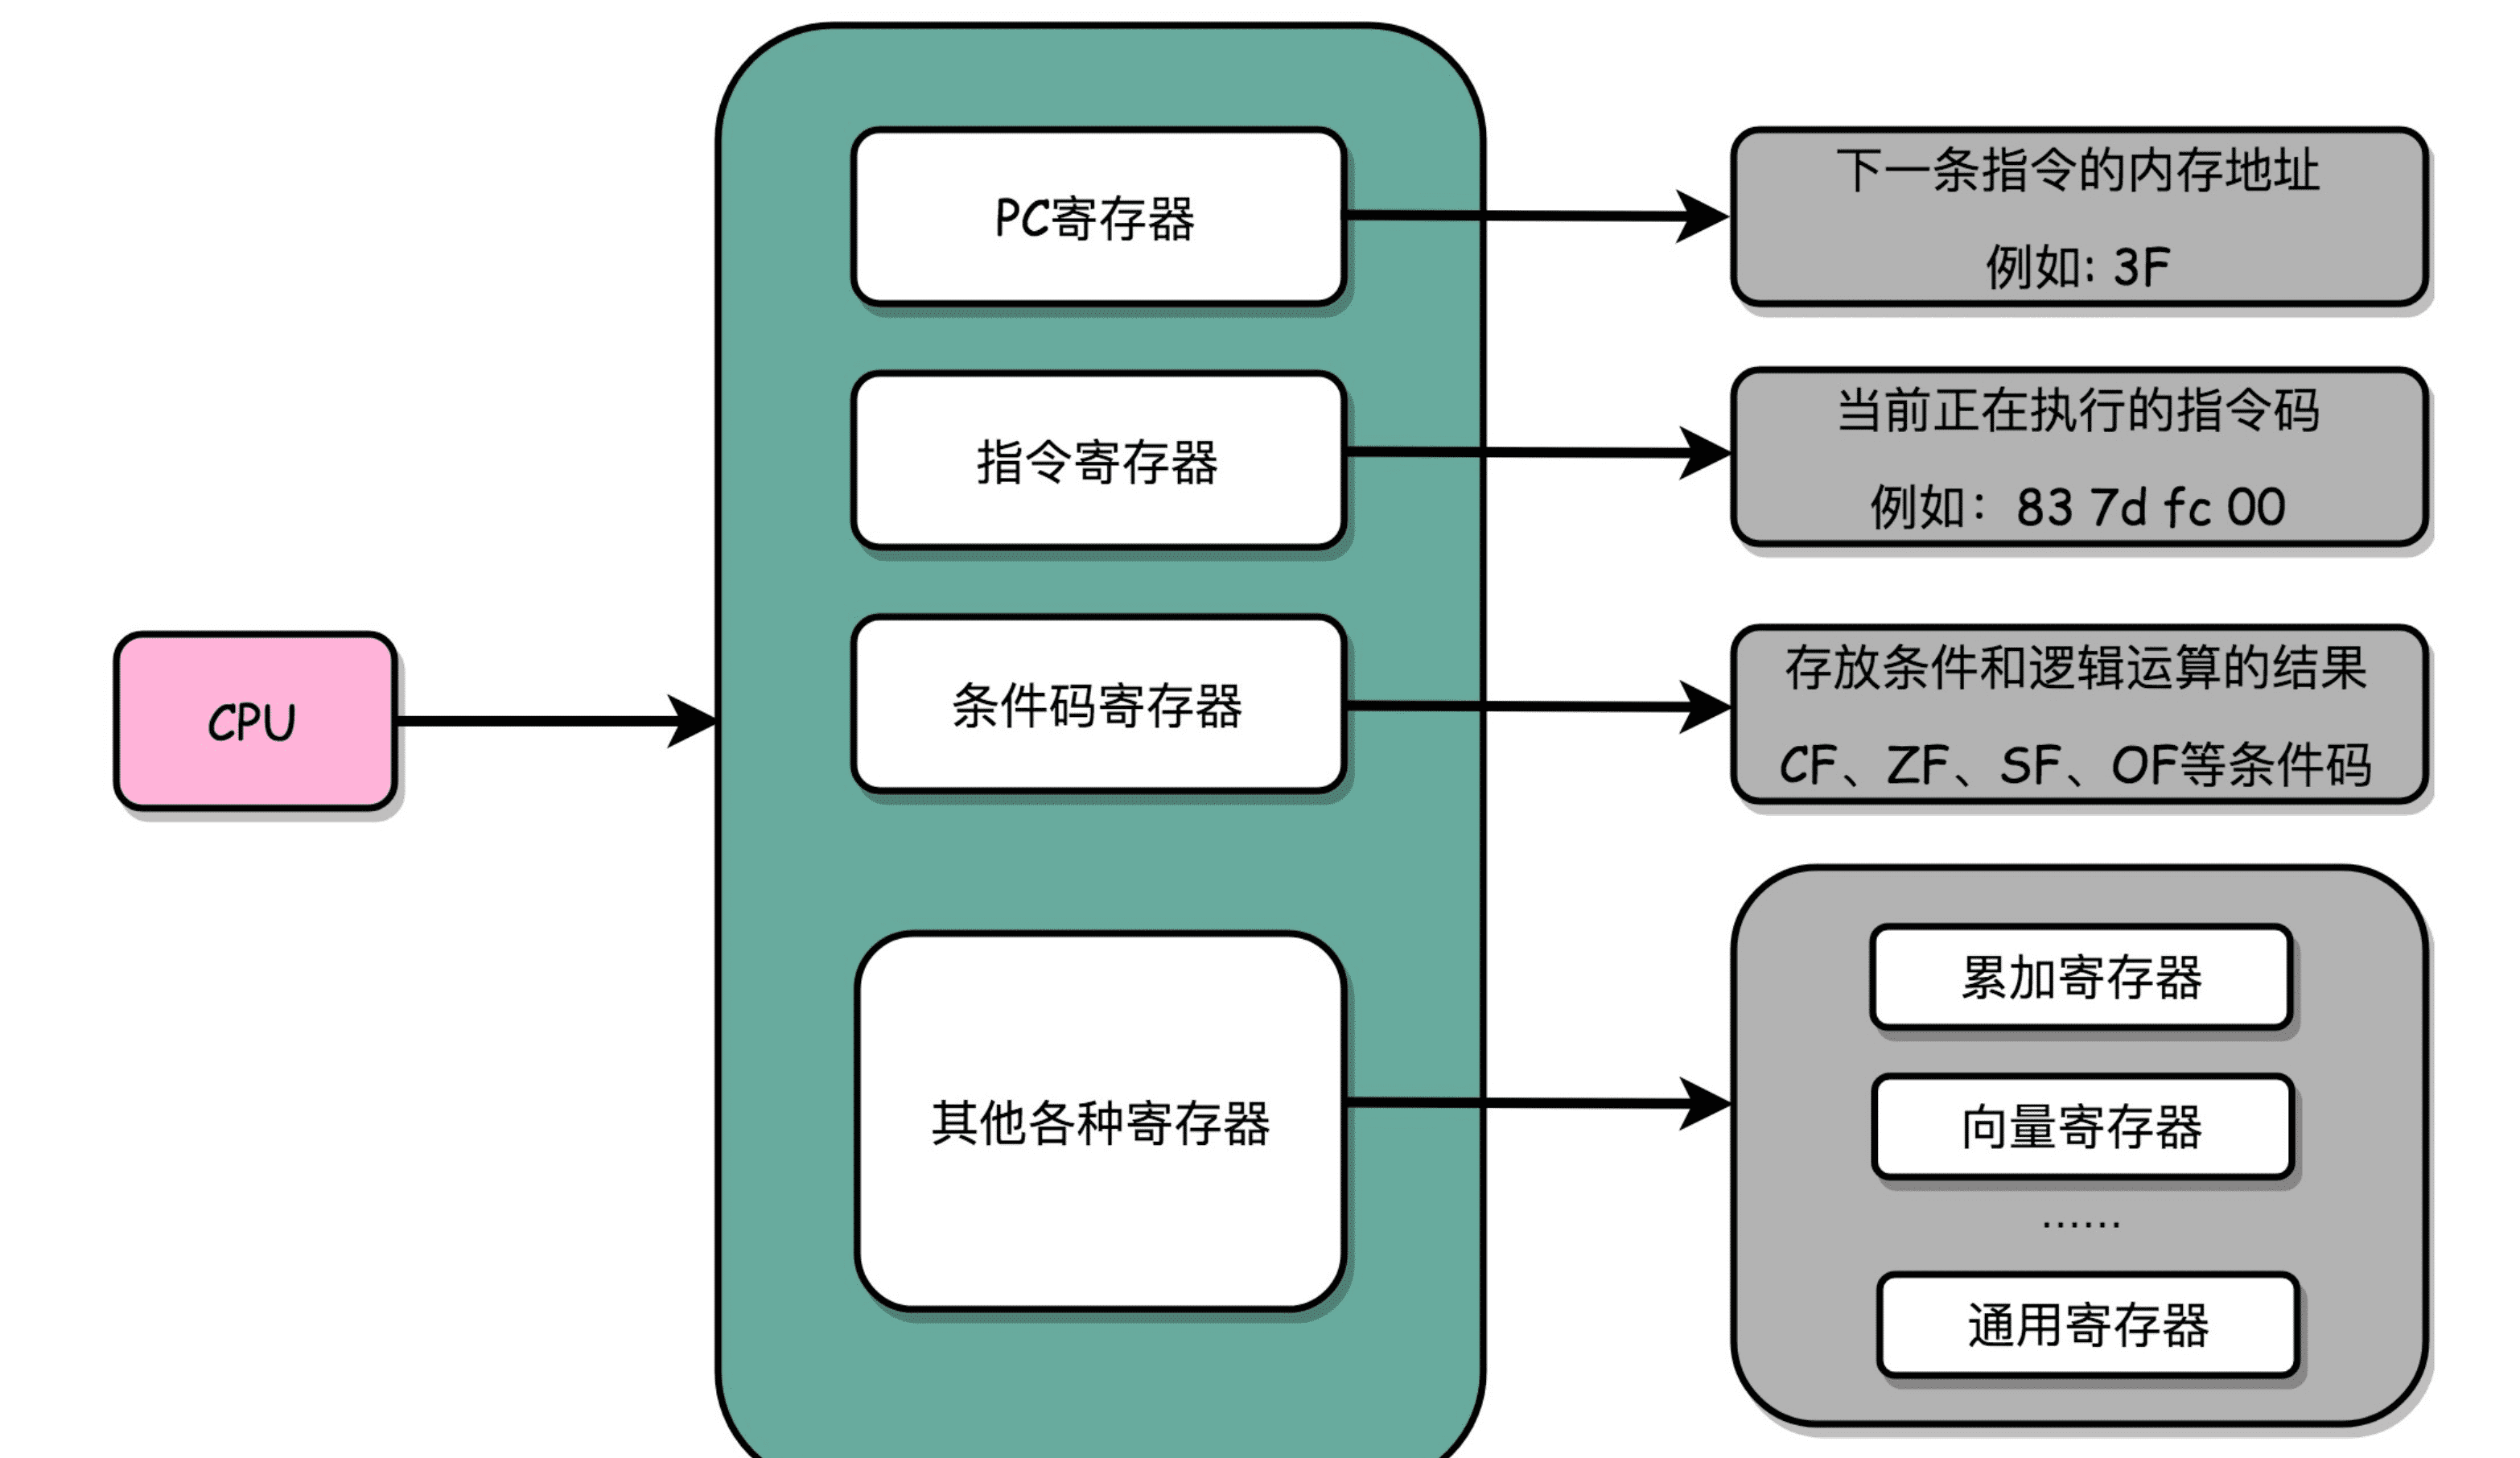 CPU
PC寄存器
指令寄存器
条件码寄存器
其他各种寄存器
下一条指令的内存地址
例如: 3F
当前正在执行的指令码
例如：83 7d fc 00
存放条件和逻辑运算的结果
CF、ZF、SF、OF等条件码
累加寄存器
向量寄存器
......
通用寄存器